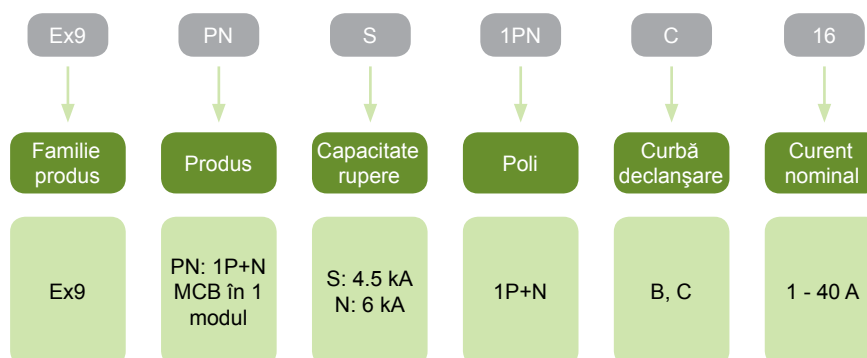 Ex9
PN
S
1PN
C
16
Familie
produs
Produs
Capacitate
rupere
Poli
Curbă
declanşare
Curent
nominal
Ex9
PN: 1P+N
MCB în 1
modul
S: 4.5 kA
N: 6 kA
1P+N
B, C
1 - 40 A